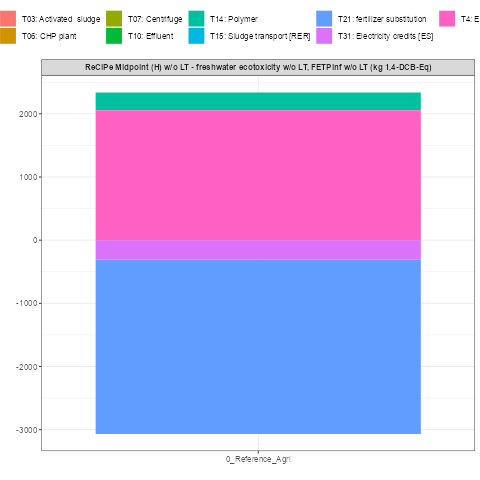 T03: Activated sludge T07: Centrifuge T14: Polymer T21: fertilizer substitution T4: E
T06: CHP plant T10: Effluent T15: Sludge transport [RER] T31: Electricity credits [ES]
ReCiPe Midpoint (H) w/o LT - freshwater ecotoxicity w/o LT, FETPinf w/o LT (kg 1,4-DCB-Eq)
2000
1000
0
-1000
-2000
-3000
0_Reference_Agri